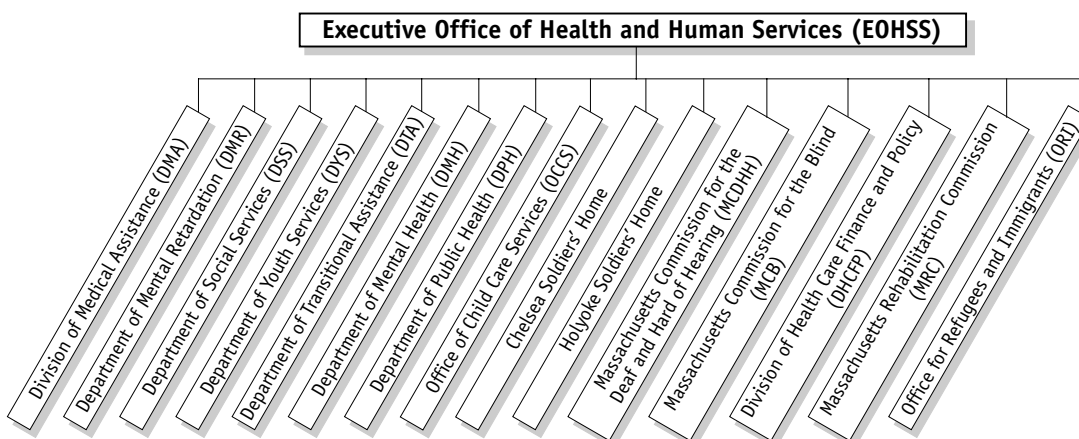 Executive Office of Health and Human Services (EOHSS)
Division of Medical Assistance (DMA)
Department of Mental Retardation (DMR)
Department of Social Services (DSS)
Department of Youth Services (DYS)
Department of Transitional Assistance (DTA)
Department of Mental Health (DMH)
Department of Public Health (DPH)
Office of Child Care Services (OCCS)
Chelsea Soldiers’ Home
Holyoke Soldiers’ Home
Massachusetts Commission for the
Deaf and Hard of Hearing (MCDHH)
Massachusetts Commission for the Blind
(MCB)
Division of Health Care Finance and Policy
(DHCFP)
Massachusetts Rehabilitation Commission
(MRC)
Office for Refugees and Immigrants (ORI)